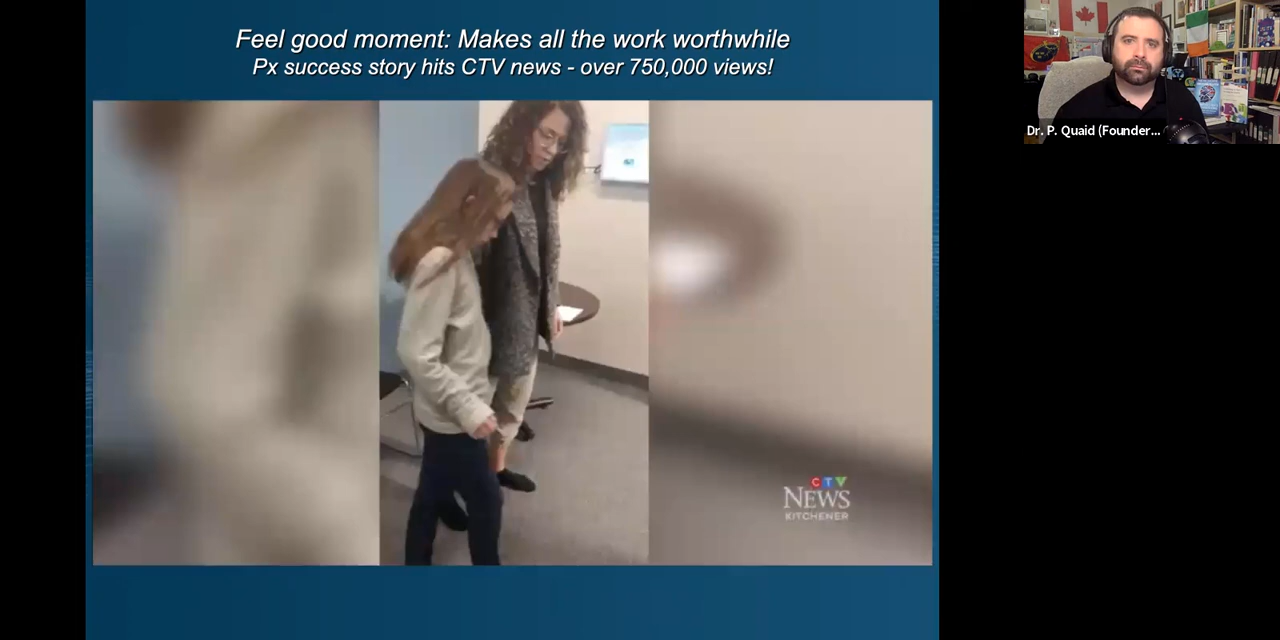 Feel good moment: Makes all the work worthwhile
Px success story hits CTV news - over 750,000 views!
Dr. P. Quaid (Founder...
CTV
NEWS
KITCHENER